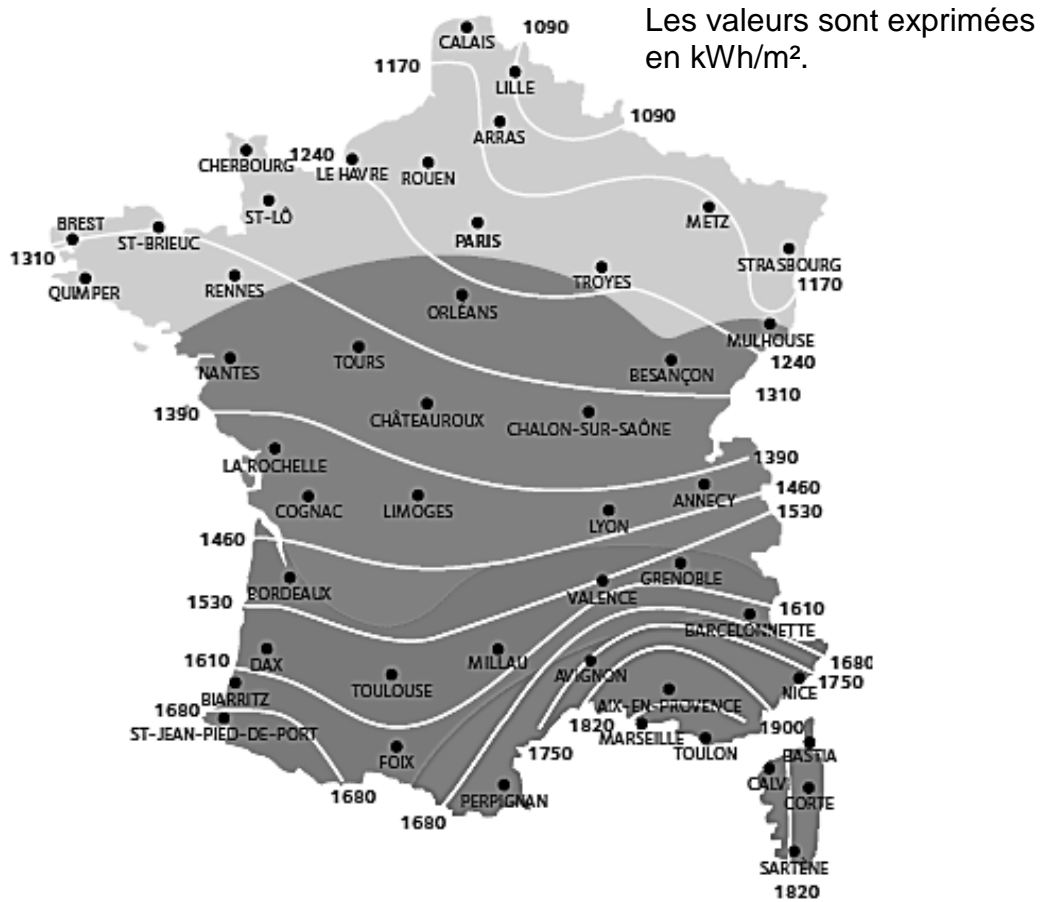 Les valeurs sont exprimées
en kWh/m².
1090
CALAIS
1170
LILLE
1090
ARRAS
CHERBOURG
1240
LE HAVRE
ROUEN
ST-LÔ
METZ
BREST
ST-BRIEUC
PARIS
1310
STRASBOURG
QUIMPER
RENNES
TROYES
1170
ORLÉANS
MULHOUSE
NANTES
TOURS
BESANÇON
1240
1310
1390
CHÂTEAUROUX
CHALON-SUR-SAÔNE
LA ROCHELLE
1390
ANNECY
1460
COGNAC
LIMOGES
LYON
1530
1460
GRENOBLE
BORDEAUX
VALENCE
1530
1610
BARCELONNETTE
1610
DAX
MILLAU
AVIGNON
1680
TOULOUSE
1750
NICE
BIARRITZ
AIX-EN-PROVENCE
1680
1820
1900
ST-JEAN-PIED-DE-PORT
MARSEILLE
TOULON
1750
BASTIA
FOIX
CALVI
1680
PERPIGNAN
CORTE
1680
SARTÈNE
1820